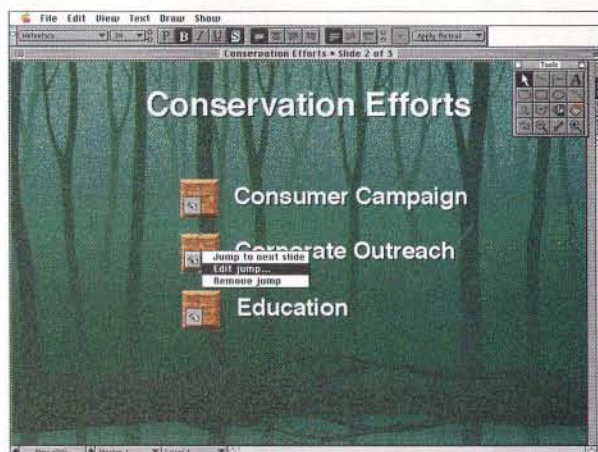 File Edit View Text Draw Show
Helvetica 24 P B I U S Apply Format
Conservation Efforts • Slide 2 of 3
Tools
A
Conservation Efforts
Consumer Campaign
Corporate Outreach
Jump to next slide
Edit jump...
Remove jump
Education